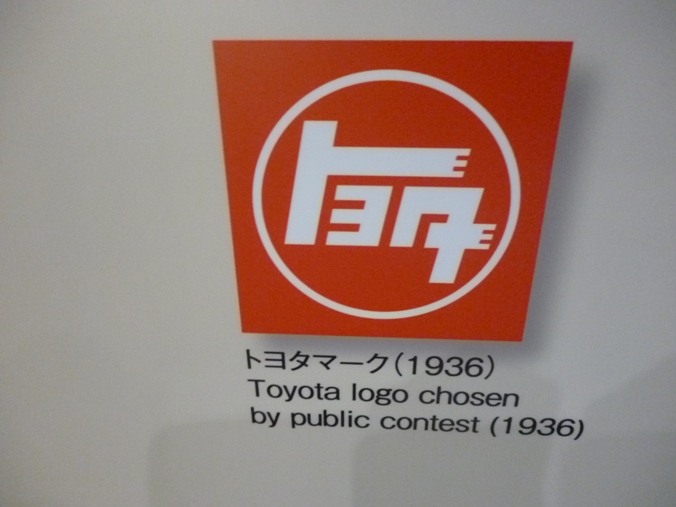 トヨタ
トヨタマーク(1936)
Toyota logo chosen
by public contest (1936)